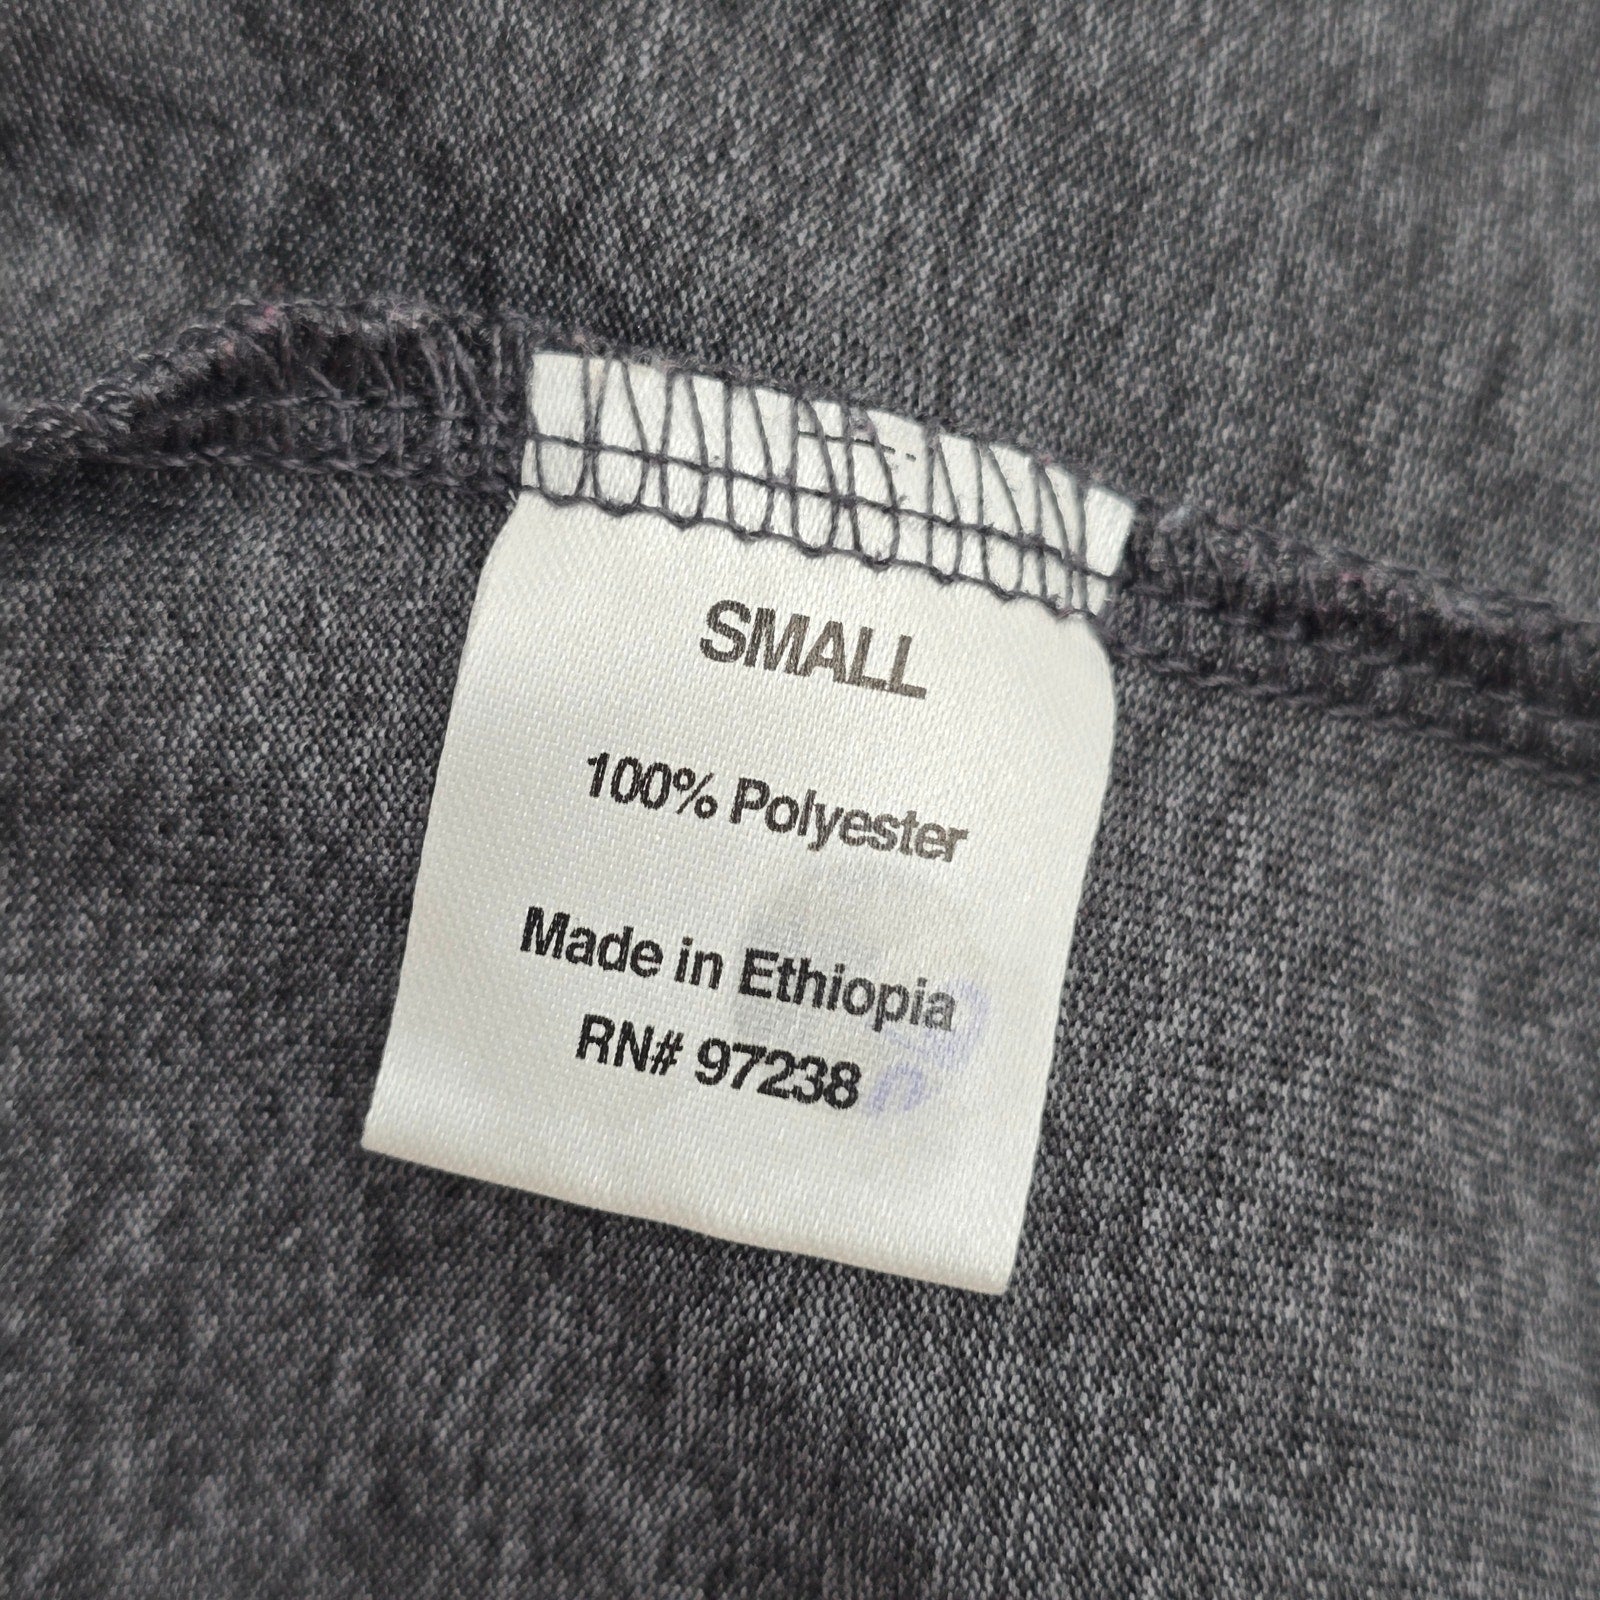 SMALL
100% Polyester
Made in Ethiopia
RN# 97238